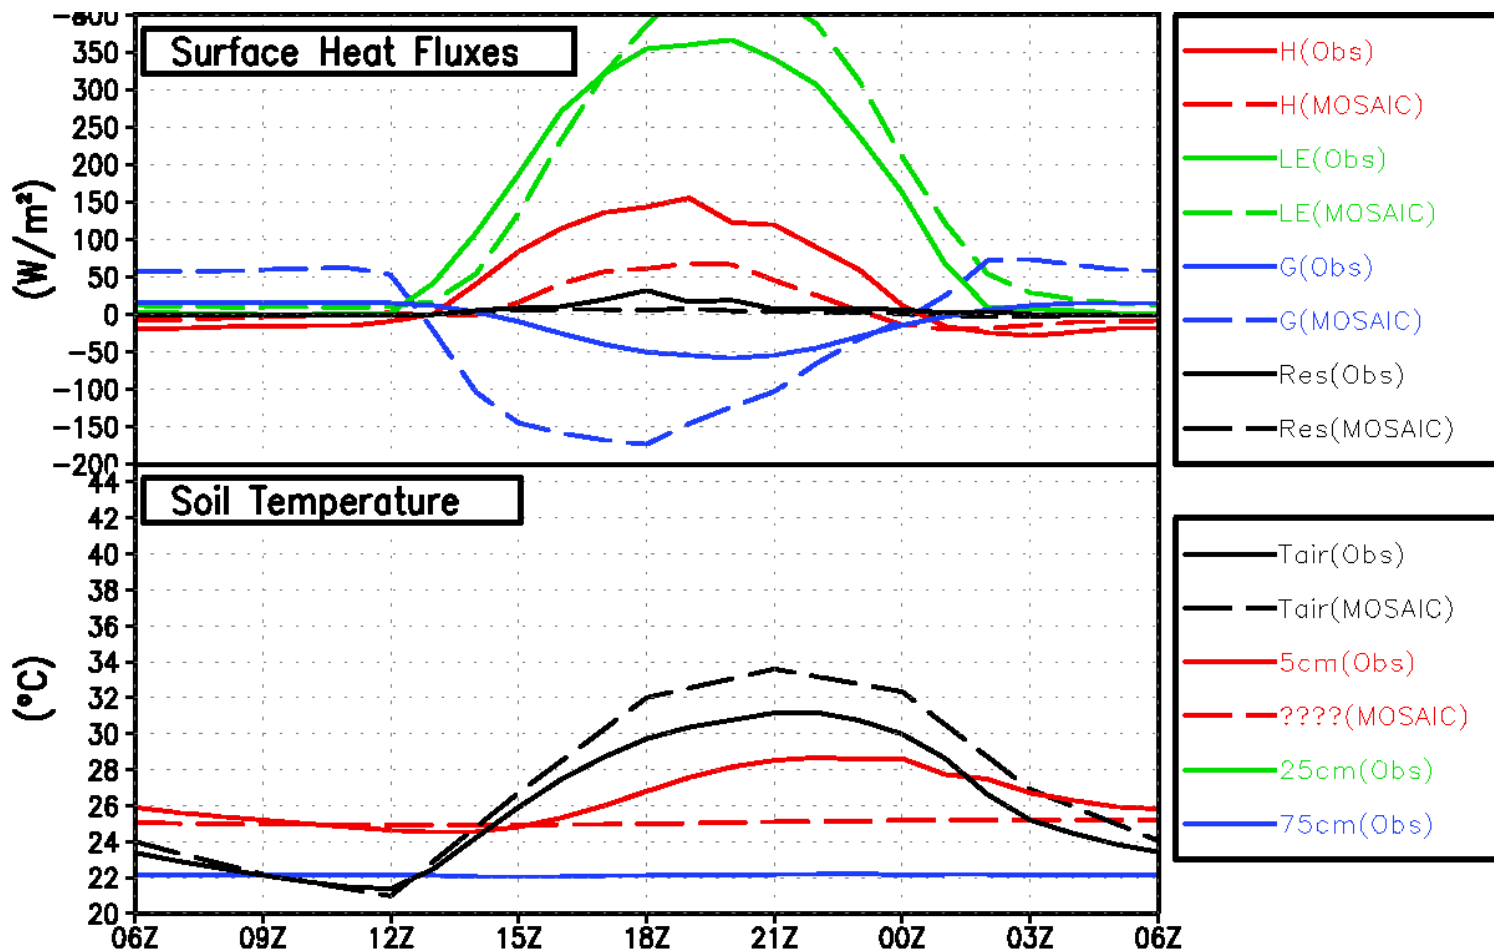 400
350
300
250
200
150
100
50
0
-50
-100
-150
-200
(W/m²)
Surface Heat Fluxes
H(Obs)
H(MOSAIC)
LE(Obs)
LE(MOSAIC)
G(Obs)
G(MOSAIC)
Res(Obs)
Res(MOSAIC)
44
42
40
38
36
34
32
30
28
26
24
22
20
(°C)
Soil Temperature
Tair(Obs)
Tair(MOSAIC)
5cm(Obs)
????(MOSAIC)
25cm(Obs)
75cm(Obs)
06Z 09Z 12Z 15Z 18Z 21Z 00Z 03Z 06Z